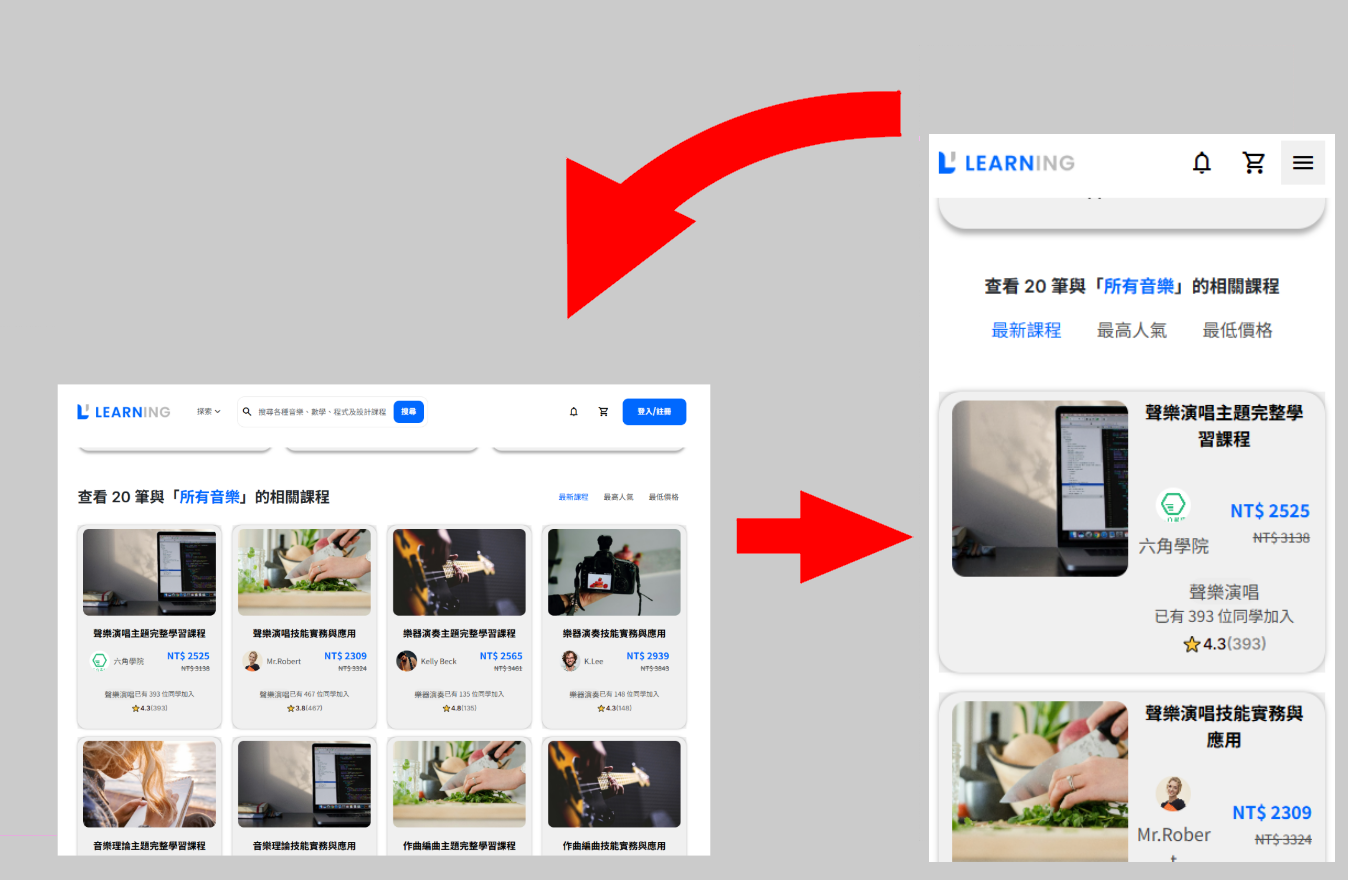 LEARNING
探索
搜尋各種音樂、數學、程式及設計課程
搜尋
登入/註冊
查看 20 筆與「所有音樂」的相關課程
最新課程
最高人氣
最低價格
聲樂演唱主題完整學習課程
六角學院
NT$ 2525
NT$ 3138
聲樂演唱已有 393 位同學加入
4.3(393)
聲樂演唱技能實務與應用
Mr.Robert
NT$ 2309
NT$ 3324
聲樂演唱已有 467 位同學加入
3.8(467)
樂器演奏主題完整學習課程
Kelly Beck
NT$ 2565
NT$ 3461
樂器演奏已有 135 位同學加入
4.8(135)
樂器演奏技能實務與應用
K.Lee
NT$ 2939
NT$ 3843
樂器演奏已有 148 位同學加入
4.3(148)
音樂理論主題完整學習課程
音樂理論技能實務與應用
作曲編曲主題完整學習課程
作曲編曲技能實務與應用
LEARNING
查看 20 筆與「所有音樂」的相關課程
最新課程
最高人氣
最低價格
聲樂演唱主題完整學
習課程
六角學院
NT$ 2525
NT$ 3138
聲樂演唱
已有 393 位同學加入
4.3(393)
聲樂演唱技能實務與
應用
Mr.Rober
t
NT$ 2309
NT$ 3324